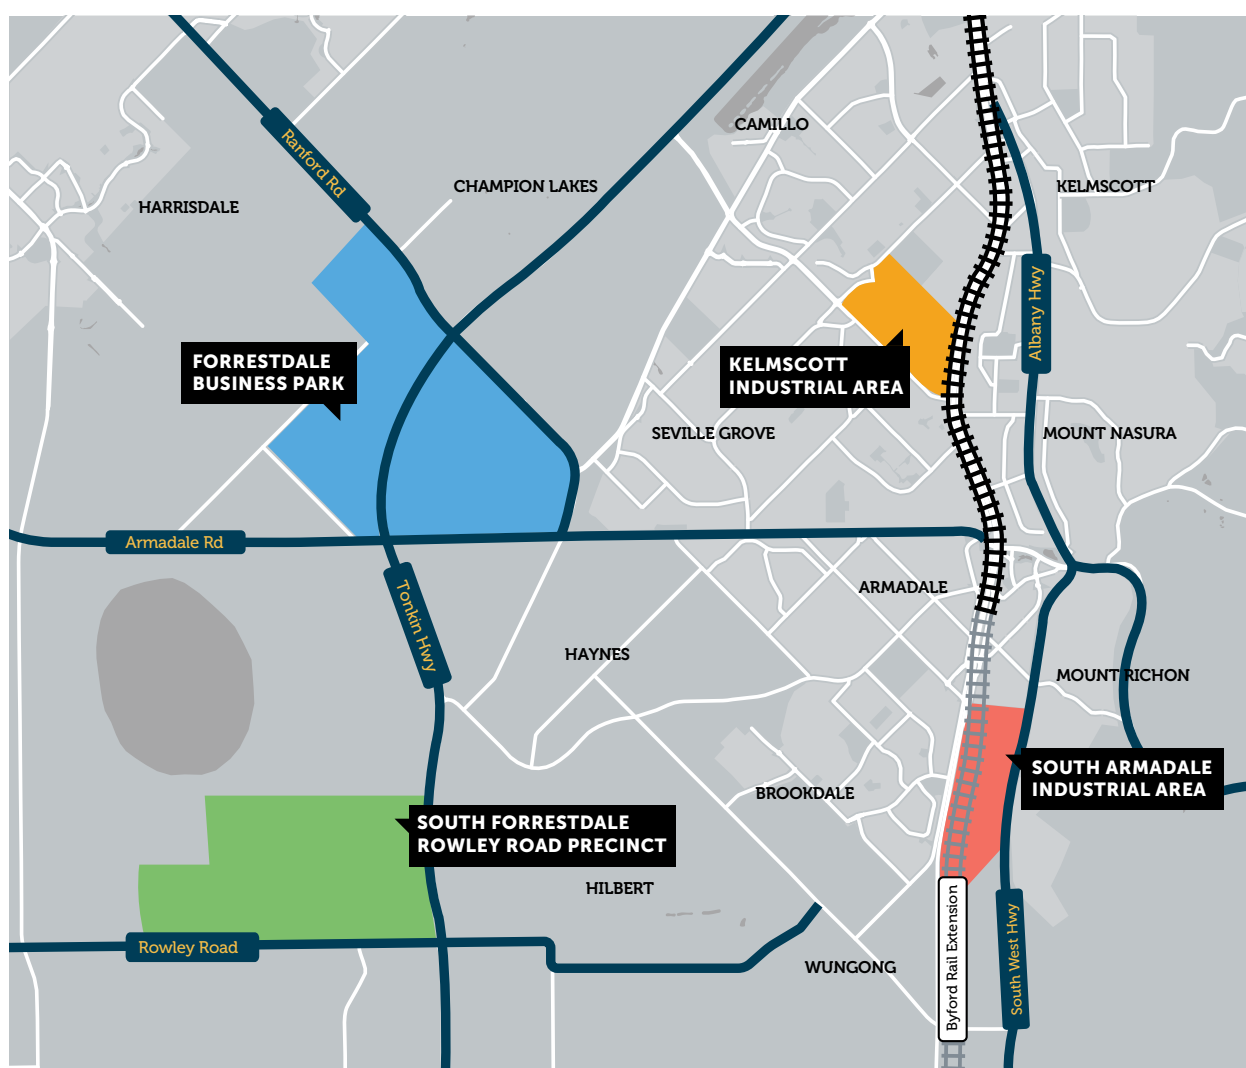 CAMILLO
Ranford Rd
CHAMPION LAKES
KELMSCOTT
HARRISDALE
Albany Hwy
FORRESTDALE
BUSINESS PARK
KELMSCOTT
INDUSTRIAL AREA
SEVILLE GROVE
MOUNT NASURA
Armadale Rd
ARMADALE
Tonkin Hwy
HAYNES
MOUNT RICHON
SOUTH ARMADALE
INDUSTRIAL AREA
BROOKDALE
SOUTH FORRESTDALE
ROWLEY ROAD PRECINCT
HILBERT
Rowley Road
Byford Rail Extension
South West Hwy
WUNGONG